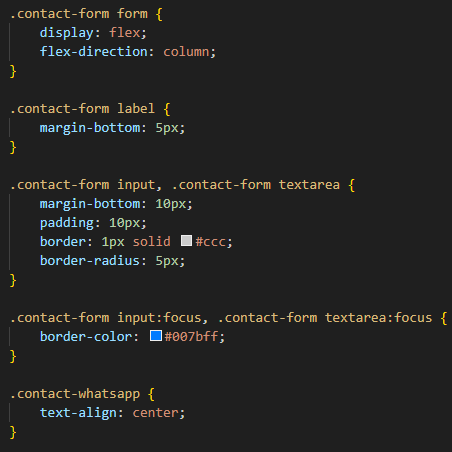 .contact-form form {
    display: flex;
    flex-direction: column;
}

.contact-form label {
    margin-bottom: 5px;
}

.contact-form input, .contact-form textarea {
    margin-bottom: 10px;
    padding: 10px;
    border: 1px solid #ccc;
    border-radius: 5px;
}

.contact-form input:focus, .contact-form textarea:focus {
    border-color: #007bff;
}

.contact-whatsapp {
    text-align: center;
}